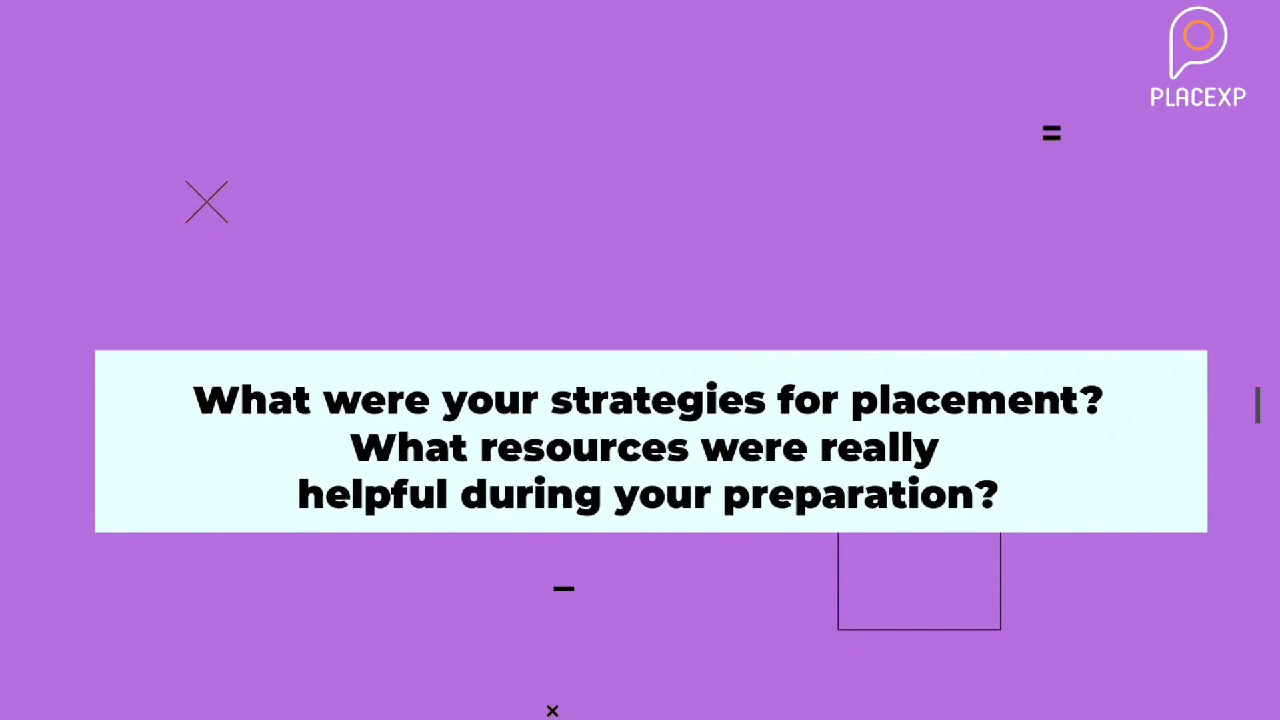 PLACEXP
What were your strategies for placement?
What resources were really
helpful during your preparation?